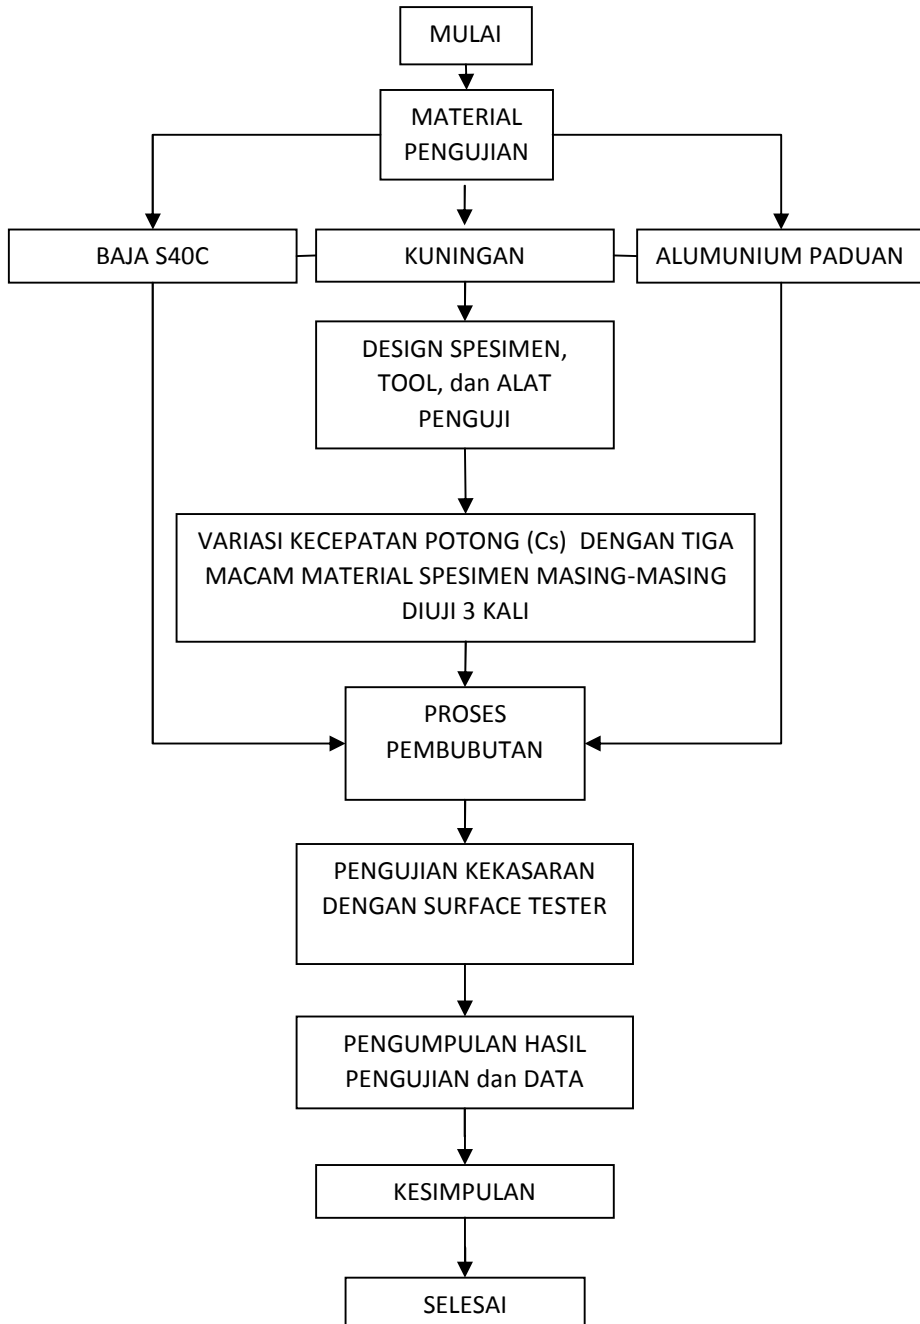 MULAI
MATERIAL
PENGUJIAN
BAJA S40C
KUNINGAN
ALUMUNIUM PADUAN
DESIGN SPESIMEN,
TOOL, dan ALAT
PENGUJI
VARIASI KECEPATAN POTONG (Cs) DENGAN TIGA
MACAM MATERIAL SPESIMEN MASING-MASING
DIUJI 3 KALI
PROSES
PEMBUBUTAN
PENGUJIAN KEKASARAN
DENGAN SURFACE TESTER
PENGUMPULAN HASIL
PENGUJIAN dan DATA
KESIMPULAN
SELESAI